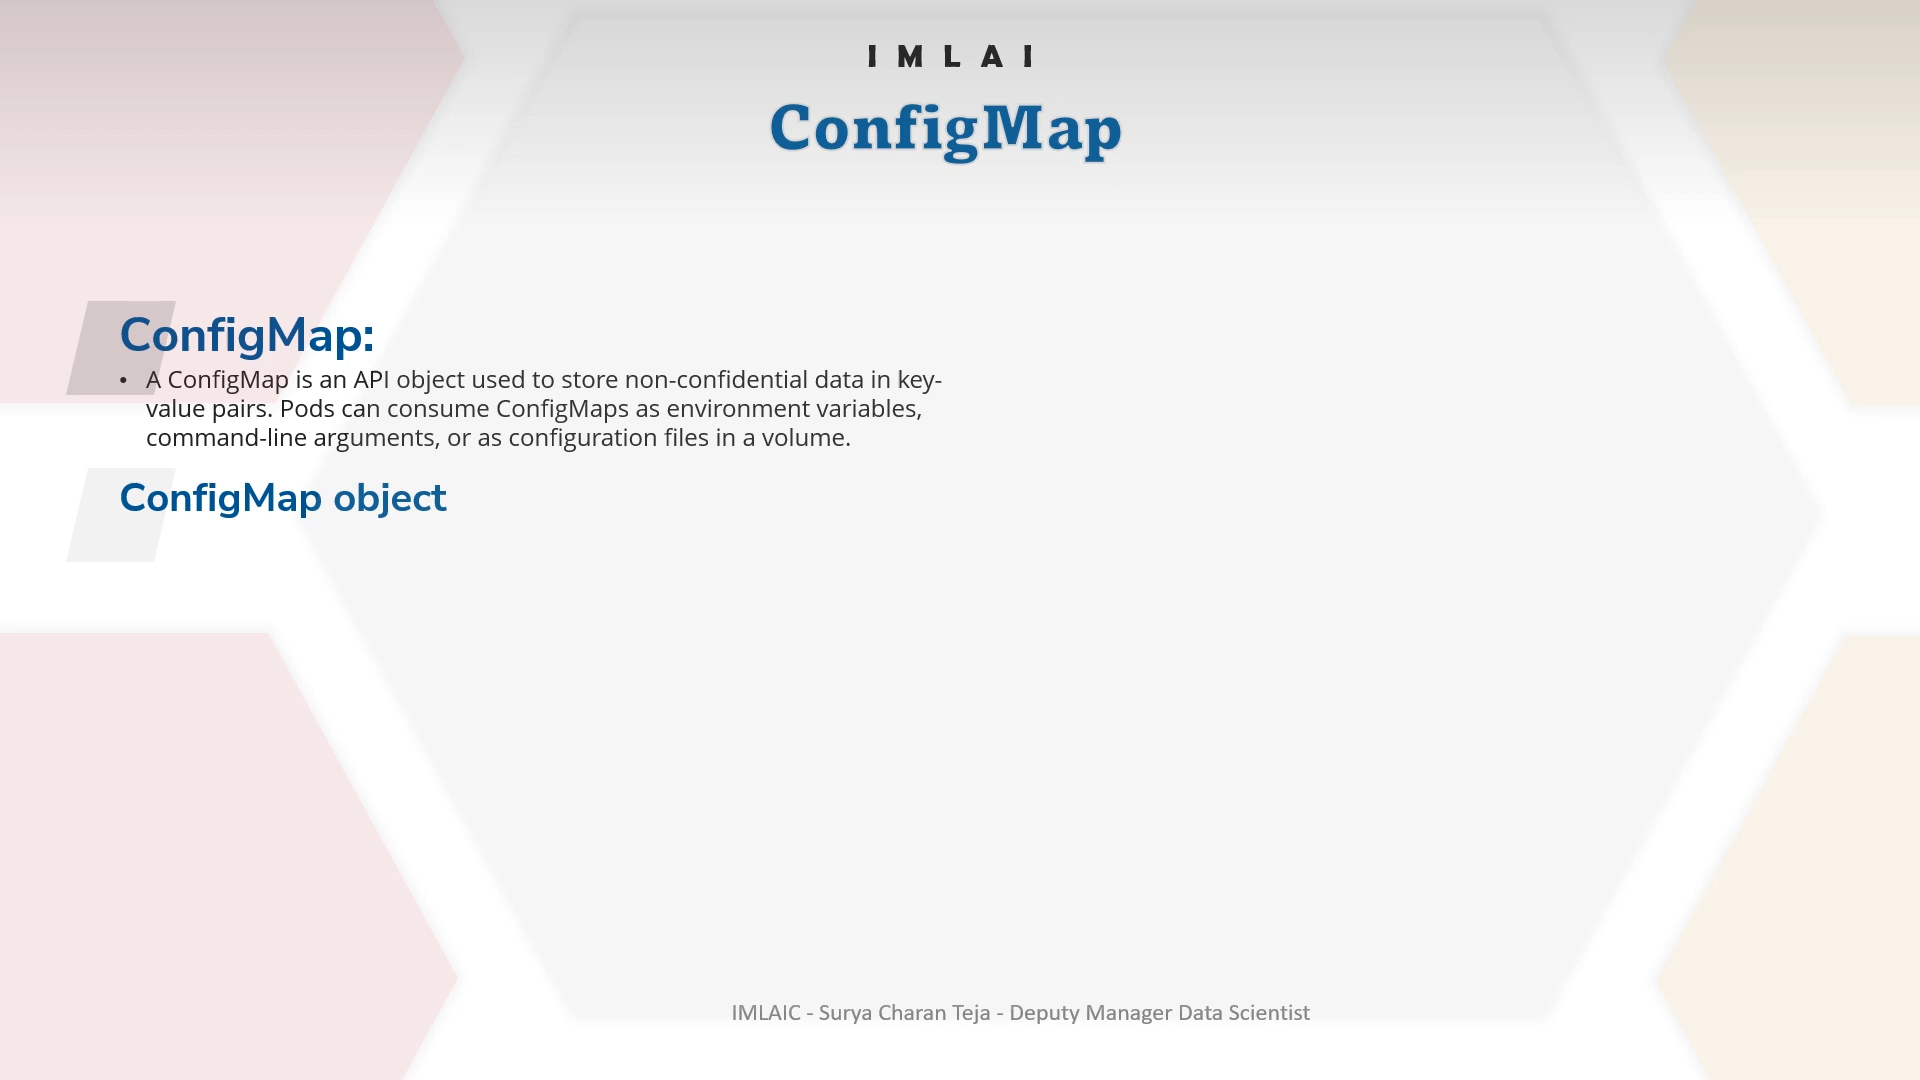 IMLAI
ConfigMap
ConfigMap:
• A ConfigMap is an API object used to store non-confidential data in key-
value pairs. Pods can consume ConfigMaps as environment variables,
command-line arguments, or as configuration files in a volume.
ConfigMap object
IMLAIC - Surya Charan Teja - Deputy Manager Data Scientist